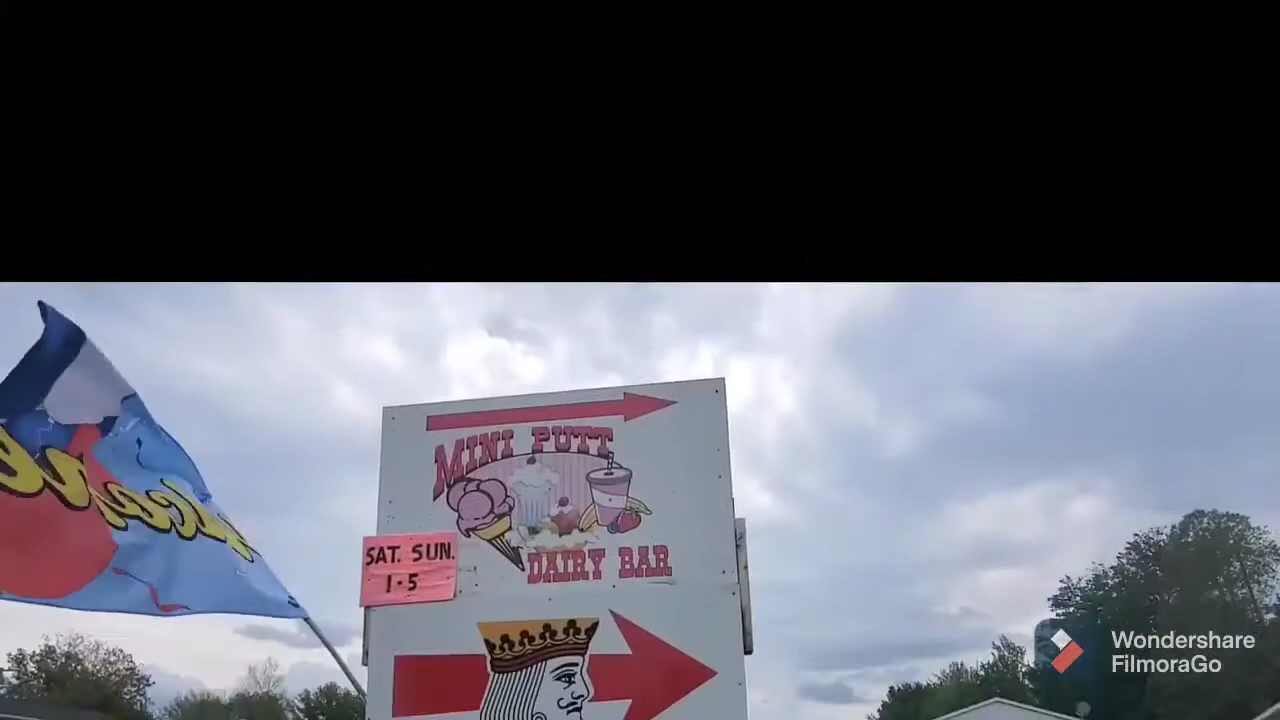 MINI PUTT
DAIRY BAR
SAT. SUN.
1-5
Wondershare
FilmoraGo